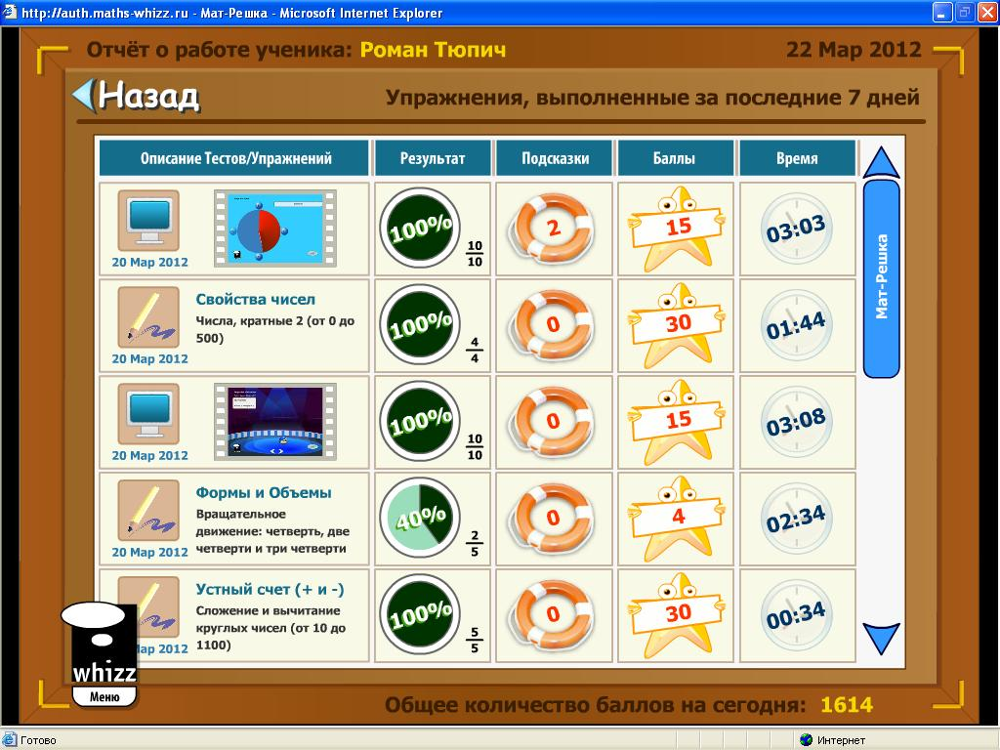 http://auth.maths-whizz.ru - Мат-Решка - Microsoft Internet Explorer
Отчёт о работе ученика: Роман Тюпич
22 Мар 2012
Назад
Упражнения, выполненные за последние 7 дней
Описание Тестов/Упражнений
Результат
Подсказки
Баллы
Время
20 Мар 2012
100%
10
10
2
15
03:03
Свойства чисел
Числа, кратные 2 (от 0 до
500)
20 Мар 2012
100%
4
4
0
30
01:44
20 Мар 2012
100%
10
10
0
15
03:08
Формы и Объемы
Вращательное
движение: четверть, две
четверти и три четверти
20 Мар 2012
40%
2
5
0
4
02:34
Устный счет (+ и -)
Сложение и вычитание
круглых чисел (от 10 до
1100)
Мар 2012
100%
5
5
0
30
00:34
Мат-Решка
whizz
Меню
Общее количество баллов на сегодня: 1614
Готово
Интернет